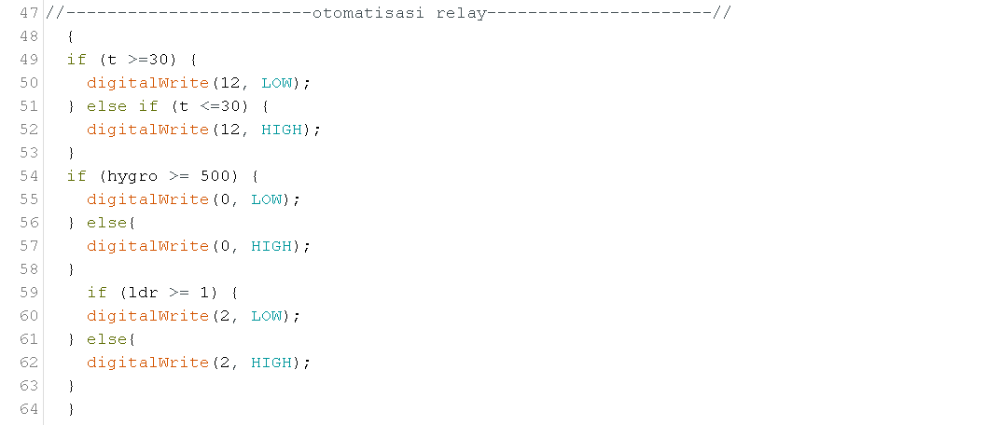 47 //------------------------otomatisasi relay----------------------//
48   {
49   if (t >=30) {
50     digitalWrite(12, LOW);
51   } else if (t <=30) {
52     digitalWrite(12, HIGH);
53   }
54   if (hygro >= 500) {
55     digitalWrite(0, LOW);
56   } else{
57     digitalWrite(0, HIGH);
58   }
59     if (ldr >= 1) {
60     digitalWrite(2, LOW);
61   } else{
62     digitalWrite(2, HIGH);
63   }
64   }